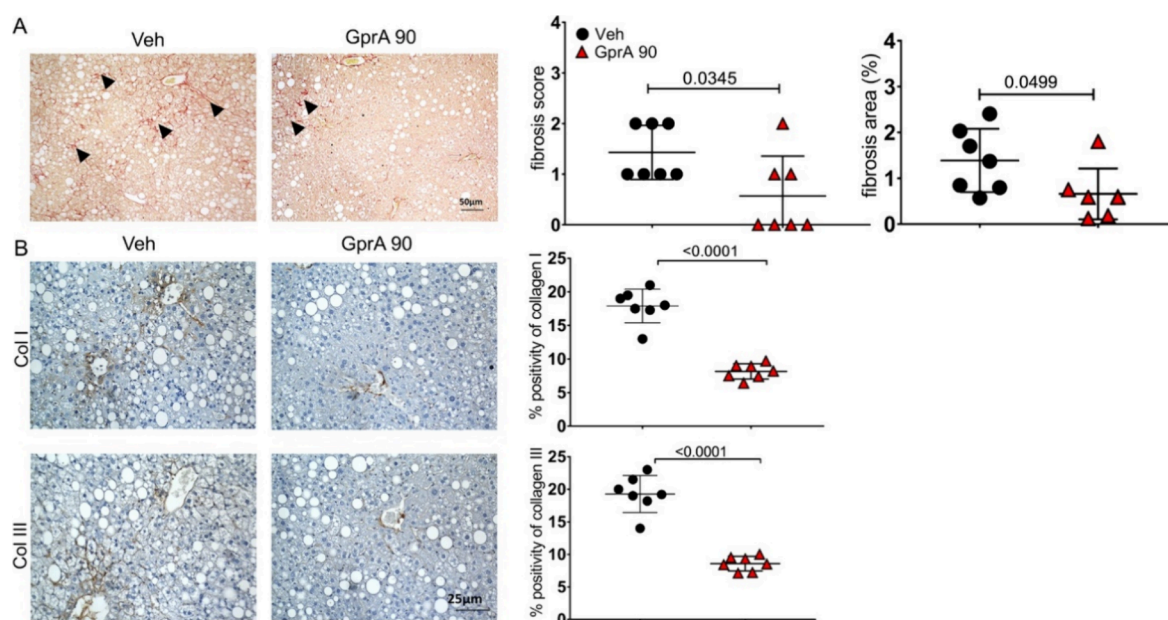 A
Veh
GprA 90
50μm
4
3
2
1
0
fibrosis score
Veh
GprA 90
0.0345
4
3
2
1
0
fibrosis area (%)
0.0499
B
Veh
GprA 90
Col I
25
20
15
10
5
0
% positivity of collagen I
<0.0001
Col III
25μm
25
20
15
10
5
0
% positivity of collagen III
<0.0001